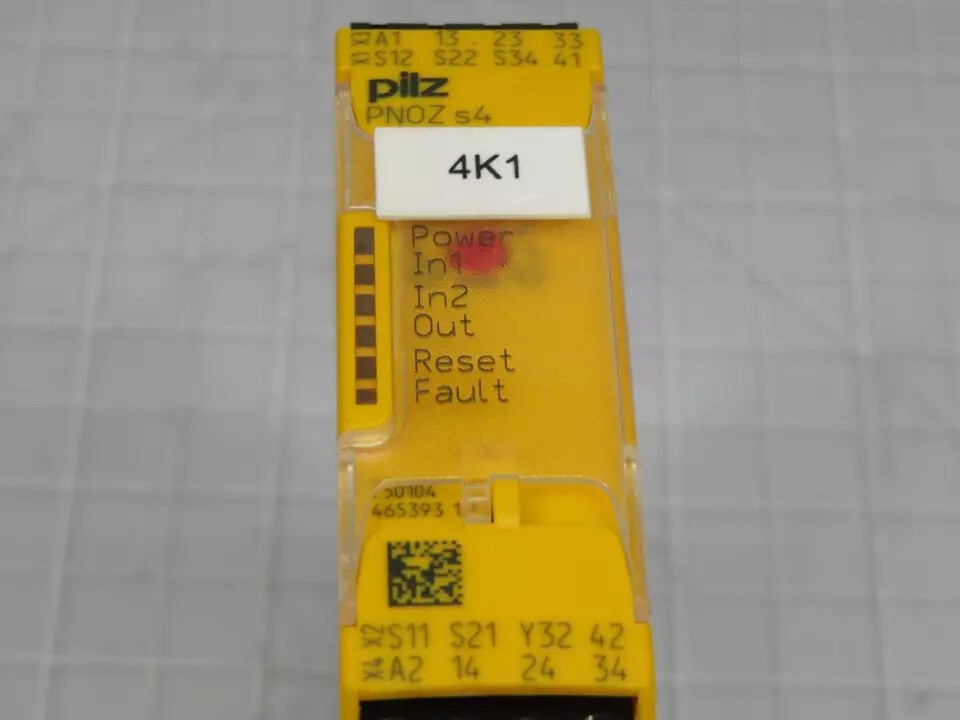 A1 13 23 33
S12 S22 S34 41
pilz
PNOZ s4
4K1
Power
In1
In2
Out
Reset
Fault
750104
465393
X2 S11 S21 Y32 42
X4 A2 14 24 34